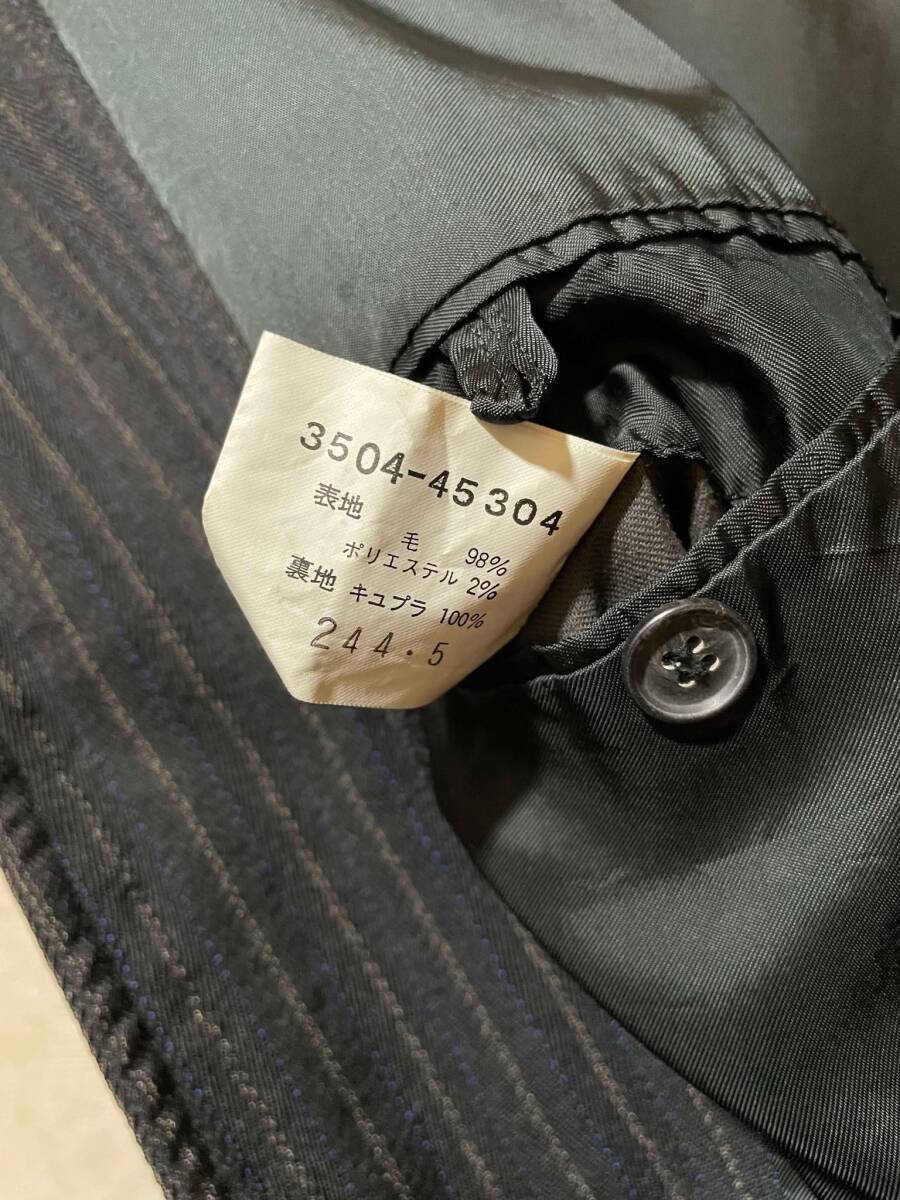 3504-45304
表地
毛 98%
ポリエステル 2%
裏地 キュプラ 100%
244.5